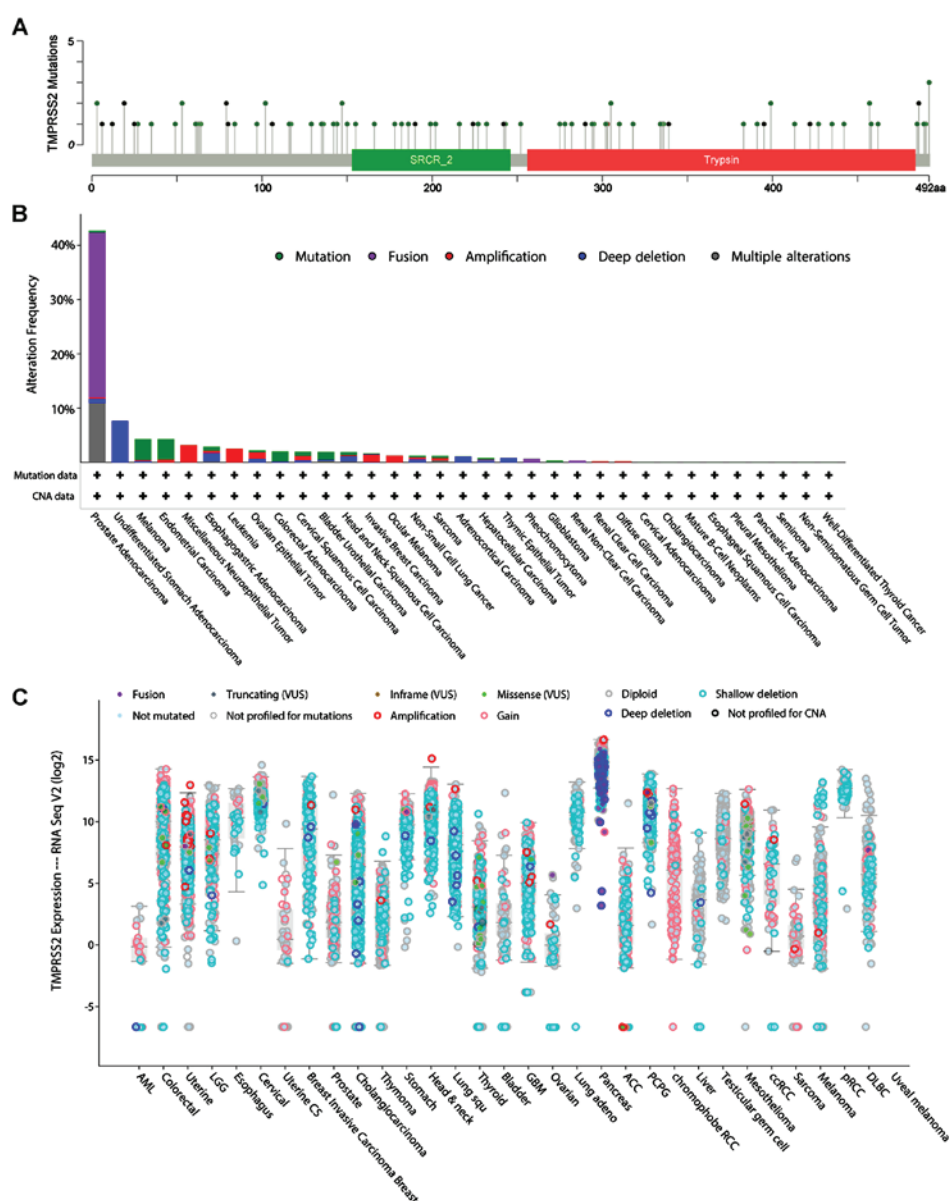 A
TMPRSS2 Mutations
5
0
SRCR_2
Trypsin
0
100
200
300
400
492aa
B
Alteration Frequency
40%
30%
20%
10%
Mutation
Fusion
Amplification
Deep deletion
Multiple alterations
Mutation data
CNA data
Prostate Adenocarcinoma
Undifferentiated Stomach Adenocarcinoma
Melanoma
Endometrial Carcinoma
Miscellaneous Neuroepithelial Tumor
Esophagogastric Adenocarcinoma
Leukemia
Ovarian Epithelial Tumor
Colorectal Adenocarcinoma
Cervical Squamous Cell Carcinoma
Bladder Urothelial Carcinoma
Head and Neck Squamous Cell Carcinoma
Invasive Breast Carcinoma
Ocular Melanoma
Non-Small Cell Lung Cancer
Sarcoma
Adrenocortical Carcinoma
Hepatocellular Carcinoma
Thymic Epithelial Tumor
Pheochromocytoma
Glioblastoma
Renal Non Clear Cell Carcinoma
Renal Clear Cell Carcinoma
Diffuse Glioma
Cervical Adenocarcinoma
Cholangiocarcinoma
Mature B-Cell Neoplasms
Esophageal Squamous Cell Carcinoma
Pleural Mesothelioma
Pancreatic Adenocarcinoma
Seminoma
Non-Seminomatous Germ Cell Tumor
Well-Differentiated Thyroid Cancer
C
Fusion
Truncating (VUS)
Inframe (VUS)
Missense (VUS)
Diploid
Shallow deletion
Not mutated
Not profiled for mutations
Amplification
Gain
Deep deletion
Not profiled for CNA
TMPRSS2 Expression --- RNA Seq V2 (log2)
15
10
5
0
-5
AML
Colorectal
Uterine
LGG
Esophagus
Cervical
Uterine CS
Breast Invasive Carcinoma Breast
Prostate
Cholanglocarcinoma
Thymoma
Stomach
Head & neck
Lung squ
Thyroid
Bladder
GBM
Ovarian
Lung adeno
Pancreas
ACC
PCPG
chromophobe RCC
Liver
Testicular germ cell
Mesothelioma
ccRCC
Sarcoma
Melanoma
pRCC
DLBC
Uveal melanoma